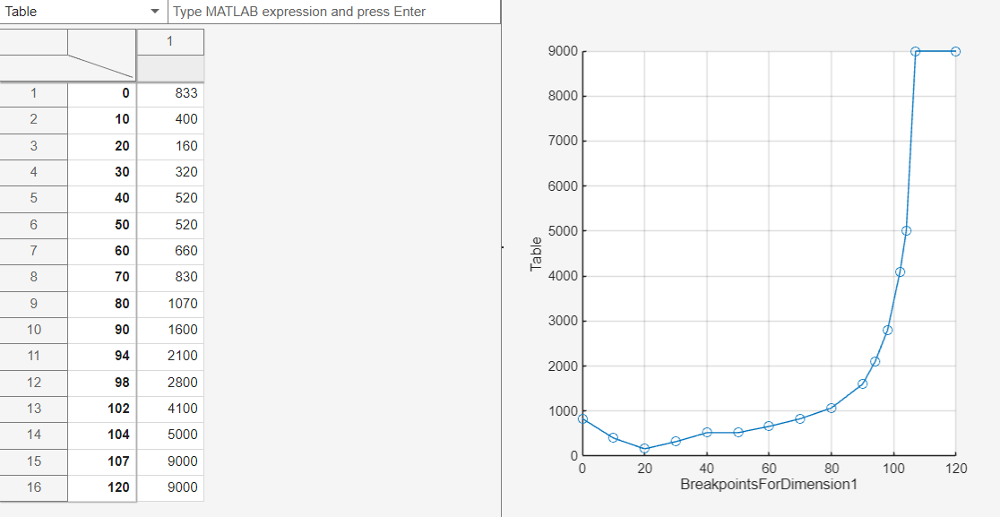 Table Type MATLAB expression and press Enter
1
1 0 833
2 10 400
3 20 160
4 30 320
5 40 520
6 50 520
7 60 660
8 70 830
9 80 1070
10 90 1600
11 94 2100
12 98 2800
13 102 4100
14 104 5000
15 107 9000
16 120 9000
9000
8000
7000
6000
5000
4000
3000
2000
1000
0
Table
0 20 40 60 80 100 120
BreakpointsForDimension1